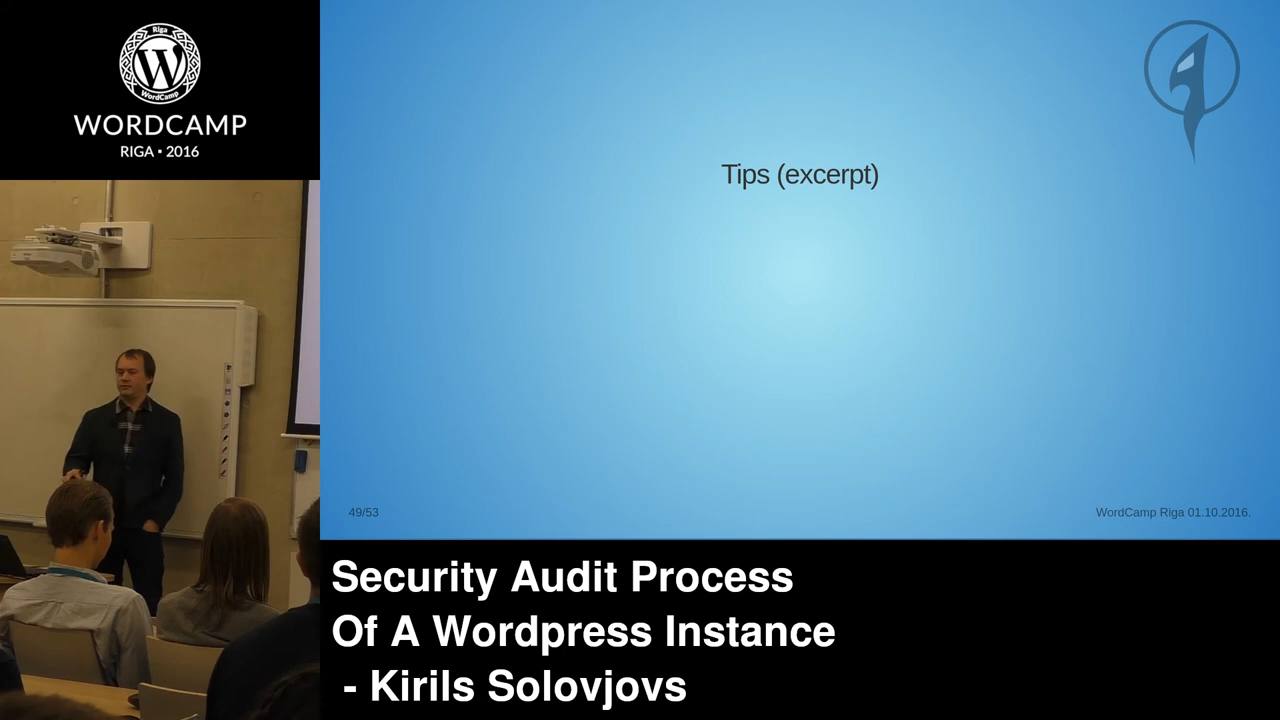 Riga
W
WordCamp
WORDCAMP
RIGA ▪ 2016
Tips (excerpt)
49/53
WordCamp Riga 01.10.2016.
Security Audit Process
Of A Wordpress Instance
- Kirils Solovjovs